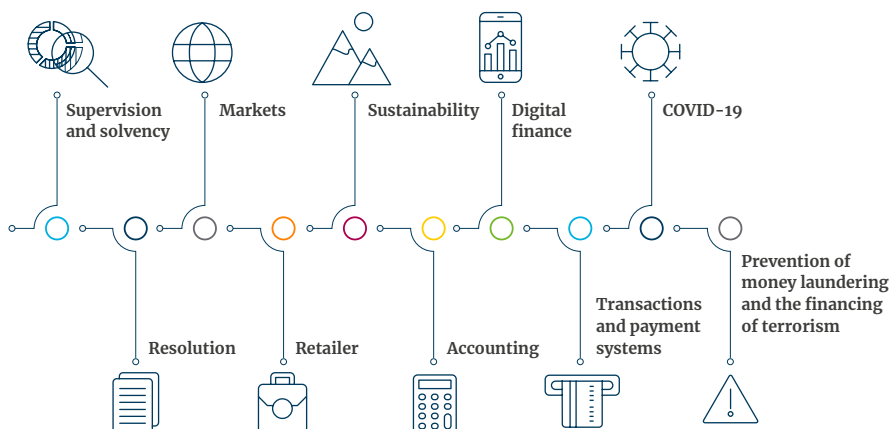 Supervision
and solvency
Markets
Sustainability
Digital
finance
COVID-19
Resolution
Retailer
Accounting
Transactions
and payment
systems
Prevention of
money laundering
and the financing
of terrorism